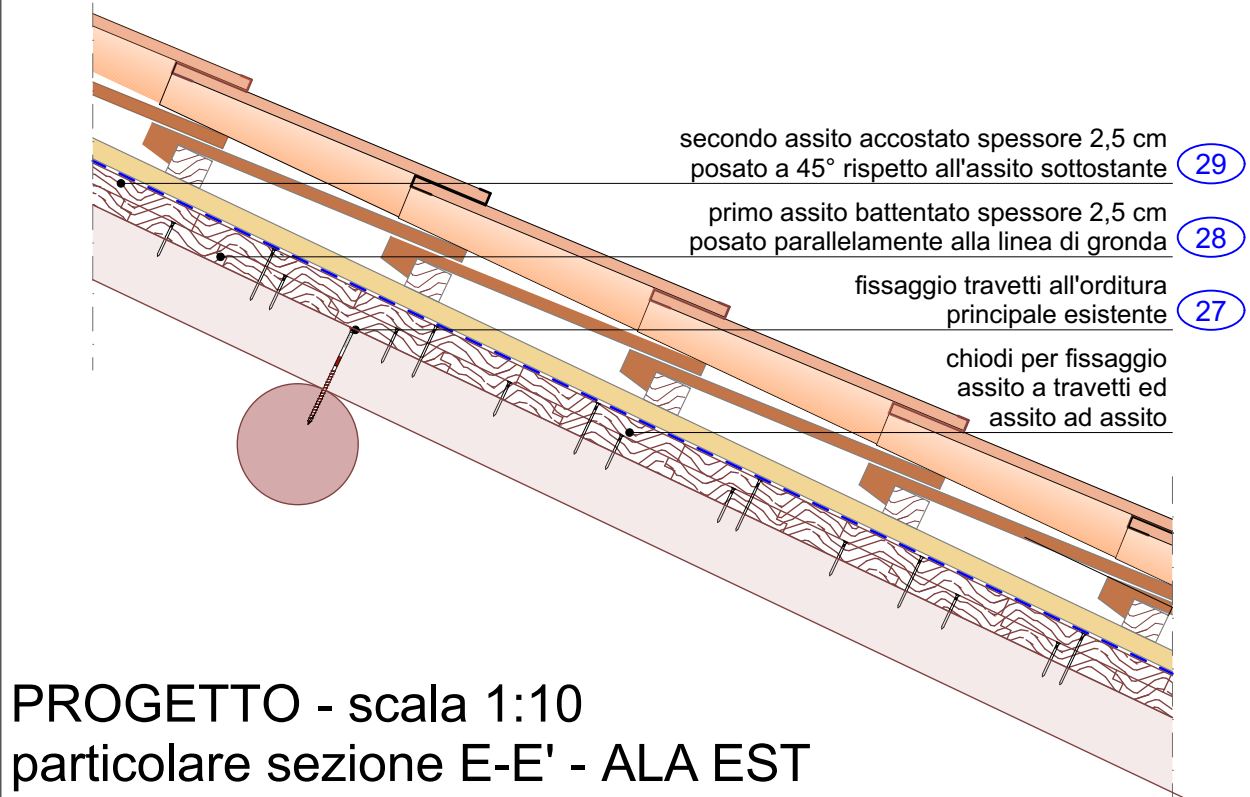 secondo assito accostato spessore 2,5 cm
posato a 45° rispetto all'assito sottostante
29
primo assito battentato spessore 2,5 cm
posato parallelamente alla linea di gronda
28
fissaggio travetti all'orditura
principale esistente
27
chiodi per fissaggio
assito a travetti ed
assito ad assito
PROGETTO - scala 1:10
particolare sezione E-E' - ALA EST